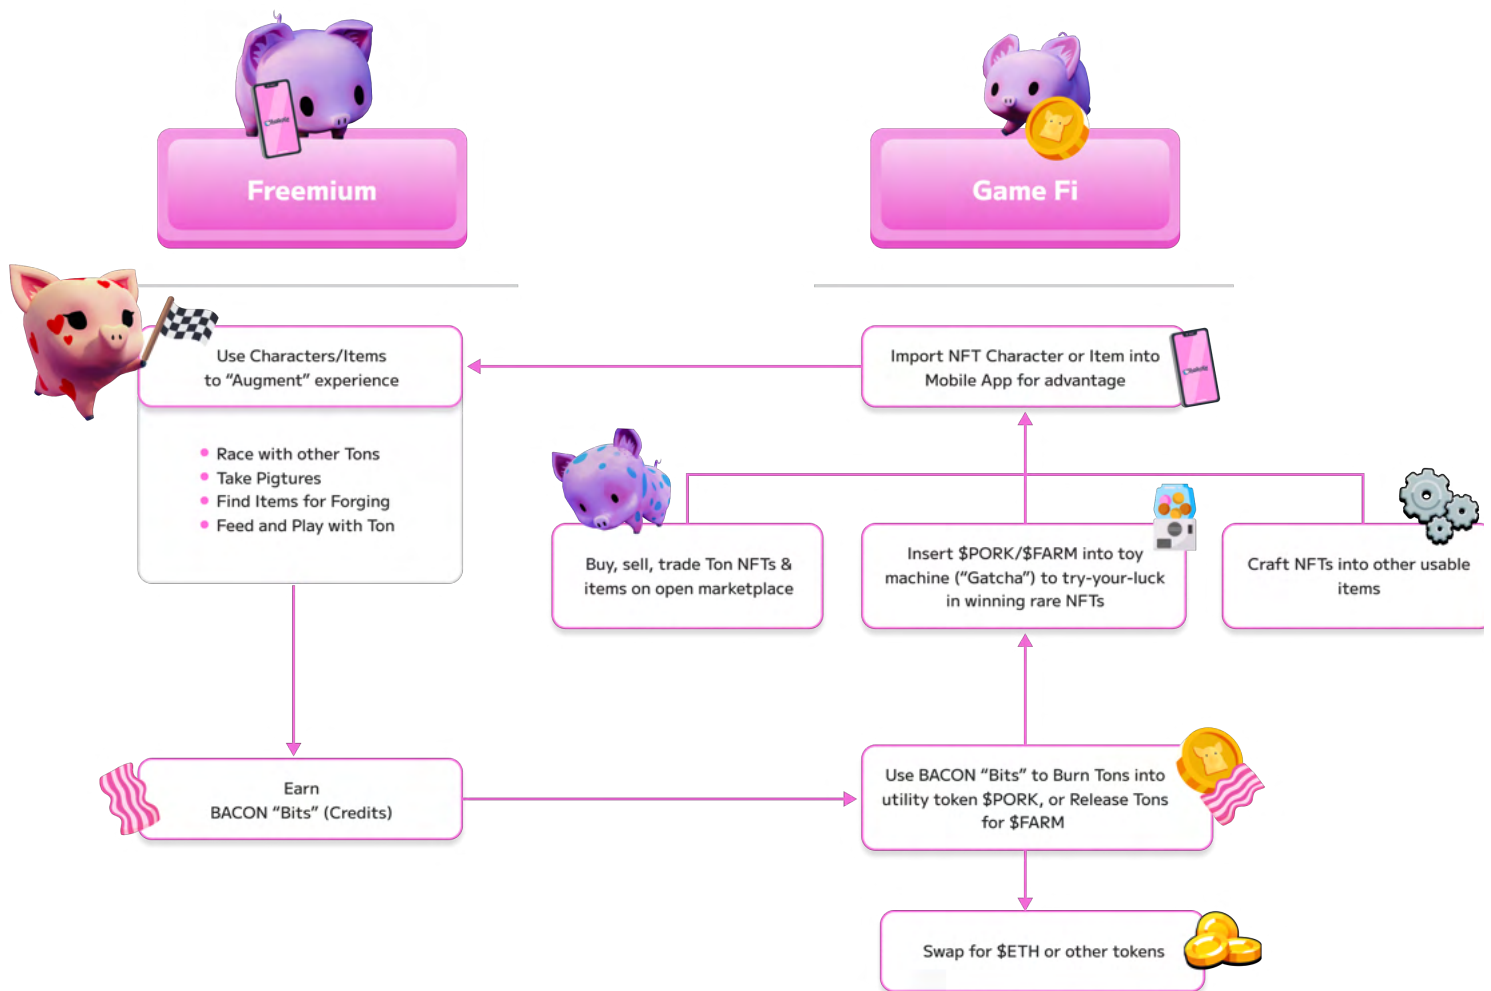 Freemium
Game Fi
Use Characters/Items
to “Augment” experience
Race with other Tons
Take Pigtures
Find Items for Forging
Feed and Play with Ton
Import NFT Character or Item into
Mobile App for advantage
Buy, sell, trade Ton NFTs &
items on open marketplace
Insert $PORK/$FARM into toy
machine (“Gatcha”) to try-your-luck
in winning rare NFTs
Craft NFTs into other usable
items
Earn
BACON “Bits” (Credits)
Use BACON “Bits” to Burn Tons into
utility token $PORK, or Release Tons
for $FARM
Swap for $ETH or other tokens